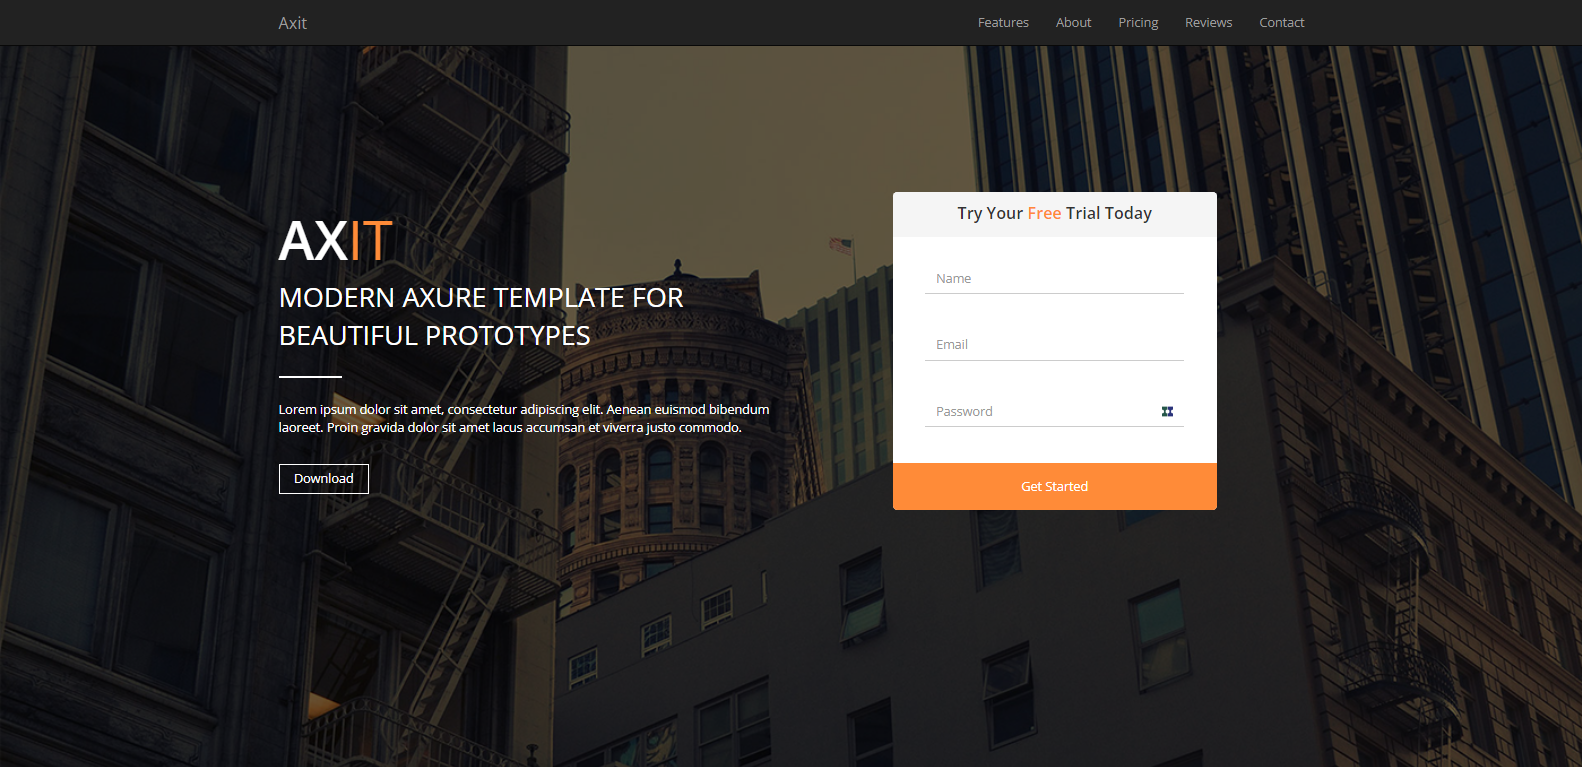 Axit
Features About Pricing Reviews Contact
AXIT
MODERN AXURE TEMPLATE FOR
BEAUTIFUL PROTOTYPES
Lorem ipsum dolor sit amet, consectetur adipiscing elit. Aenean euismod bibendum
laoreet. Proin gravida dolor sit amet lacus accumsan et viverra justo commodo.
Download
Try Your Free Trial Today
Name
Email
Password
Get Started